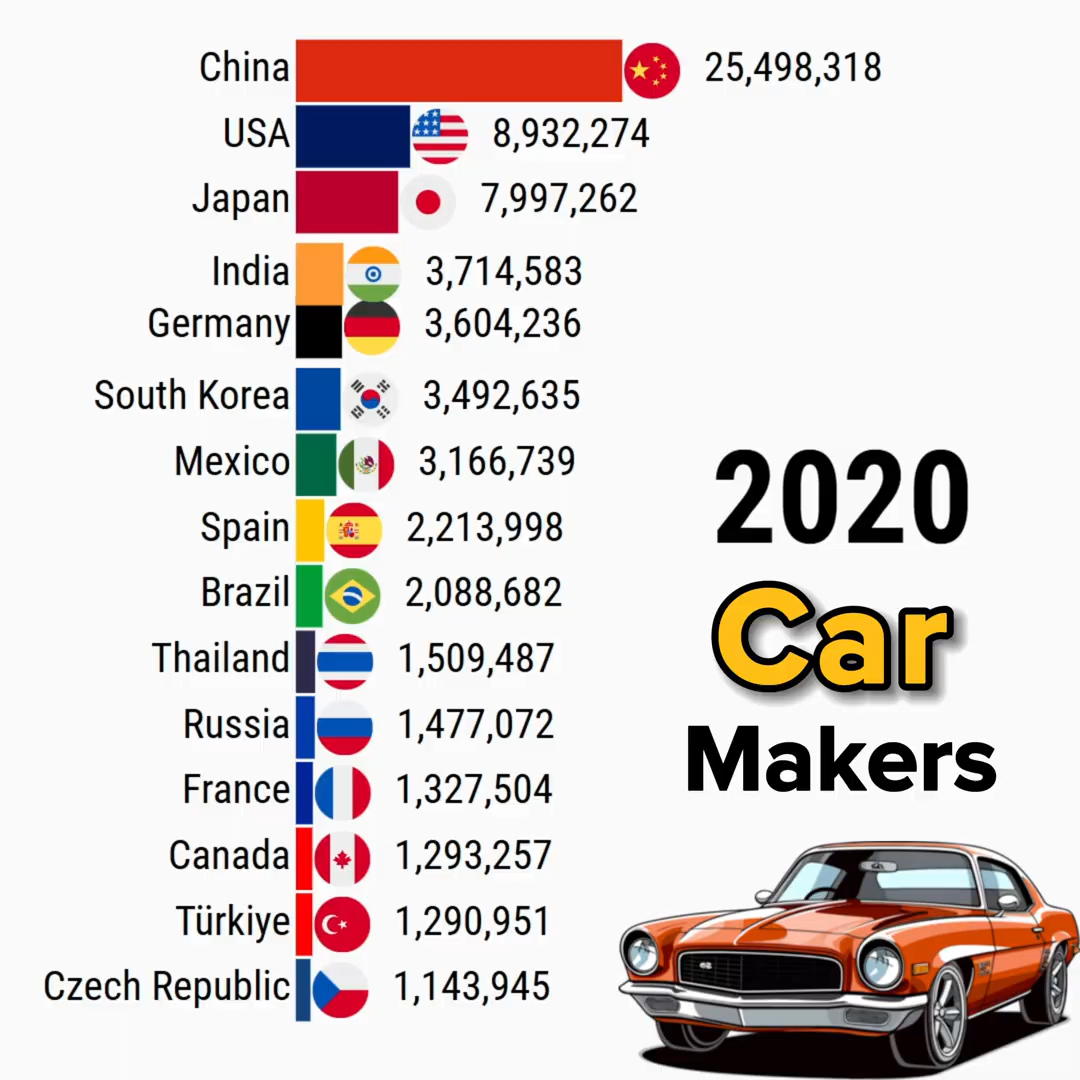 China 25,498,318
USA 8,932,274
Japan 7,997,262
India 3,714,583
Germany 3,604,236
South Korea 3,492,635
Mexico 3,166,739
Spain 2,213,998
Brazil 2,088,682
Thailand 1,509,487
Russia 1,477,072
France 1,327,504
Canada 1,293,257
Türkiye 1,290,951
Czech Republic 1,143,945
2020
Car
Makers